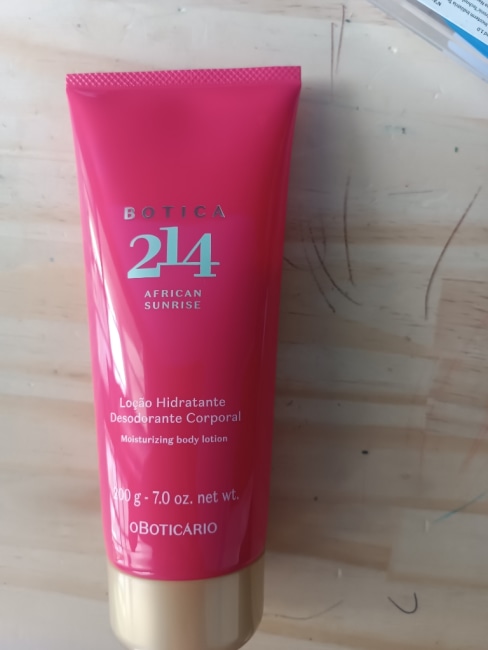 BOTICA
214
AFRICAN
SUNRISE
Loção Hidratante
Desodorante Corporal
Moisturizing body lotion
200 g - 7.0 oz. net wt.
oBOTICÁRIO